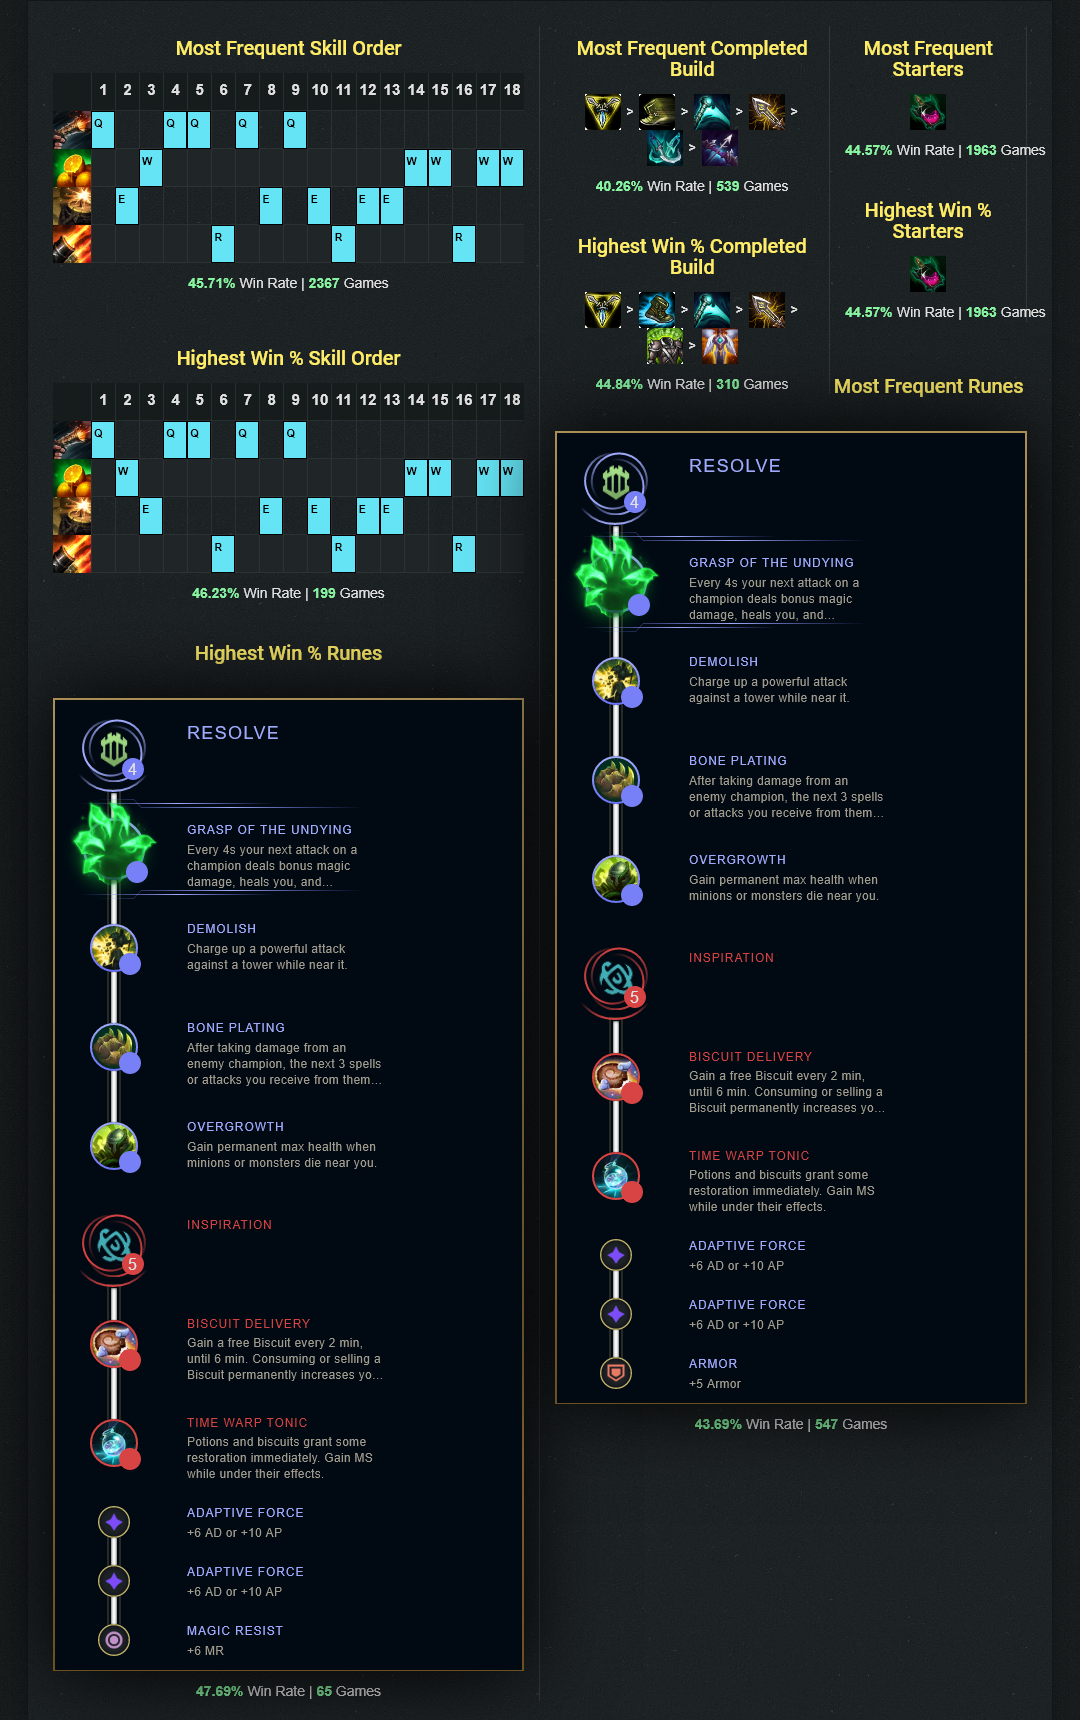 Most Frequent Skill Order
1 2 3 4 5 6 7 8 9 10 11 12 13 14 15 16 17 18
Q Q Q Q Q
W W W W W
E E E E E
R R R
45.71% Win Rate | 2367 Games
Highest Win % Skill Order
1 2 3 4 5 6 7 8 9 10 11 12 13 14 15 16 17 18
Q Q Q Q Q
W W W W W
E E E E E
R R R
46.23% Win Rate | 199 Games
Highest Win % Runes
RESOLVE
4
GRASP OF THE UNDYING
Every 4s your next attack on a
champion deals bonus magic
damage, heals you, and...
DEMOLISH
Charge up a powerful attack
against a tower while near it.
BONE PLATING
After taking damage from an
enemy champion, the next 3 spells
or attacks you receive from them...
OVERGROWTH
Gain permanent max health when
minions or monsters die near you.
INSPIRATION
5
BISCUIT DELIVERY
Gain a free Biscuit every 2 min,
until 6 min. Consuming or selling a
Biscuit permanently increases yo...
TIME WARP TONIC
Potions and biscuits grant some
restoration immediately. Gain MS
while under their effects.
ADAPTIVE FORCE
+6 AD or +10 AP
ADAPTIVE FORCE
+6 AD or +10 AP
MAGIC RESIST
+6 MR
47.69% Win Rate | 65 Games
Most Frequent Completed
Build
> > > >
>
40.26% Win Rate | 539 Games
Highest Win % Completed
Build
> > > >
>
44.84% Win Rate | 310 Games
Most Frequent
Starters
44.57% Win Rate | 1963 Games
Highest Win %
Starters
44.57% Win Rate | 1963 Games
Most Frequent Runes
RESOLVE
4
GRASP OF THE UNDYING
Every 4s your next attack on a
champion deals bonus magic
damage, heals you, and...
DEMOLISH
Charge up a powerful attack
against a tower while near it.
BONE PLATING
After taking damage from an
enemy champion, the next 3 spells
or attacks you receive from them...
OVERGROWTH
Gain permanent max health when
minions or monsters die near you.
INSPIRATION
5
BISCUIT DELIVERY
Gain a free Biscuit every 2 min,
until 6 min. Consuming or selling a
Biscuit permanently increases yo...
TIME WARP TONIC
Potions and biscuits grant some
restoration immediately. Gain MS
while under their effects.
ADAPTIVE FORCE
+6 AD or +10 AP
ADAPTIVE FORCE
+6 AD or +10 AP
ARMOR
+5 Armor
43.69% Win Rate | 547 Games